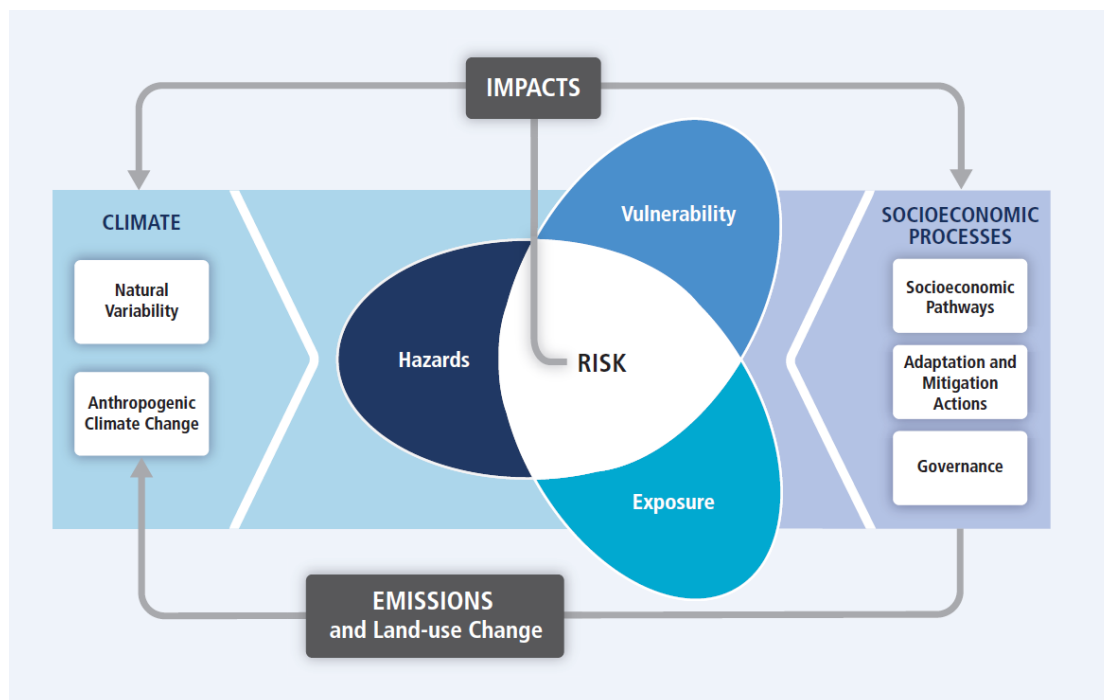 IMPACTS
CLIMATE
Natural
Variability
Anthropogenic
Climate Change
Hazards
Vulnerability
RISK
Exposure
SOCIOECONOMIC
PROCESSES
Socioeconomic
Pathways
Adaptation and
Mitigation
Actions
Governance
EMISSIONS
and Land-use Change